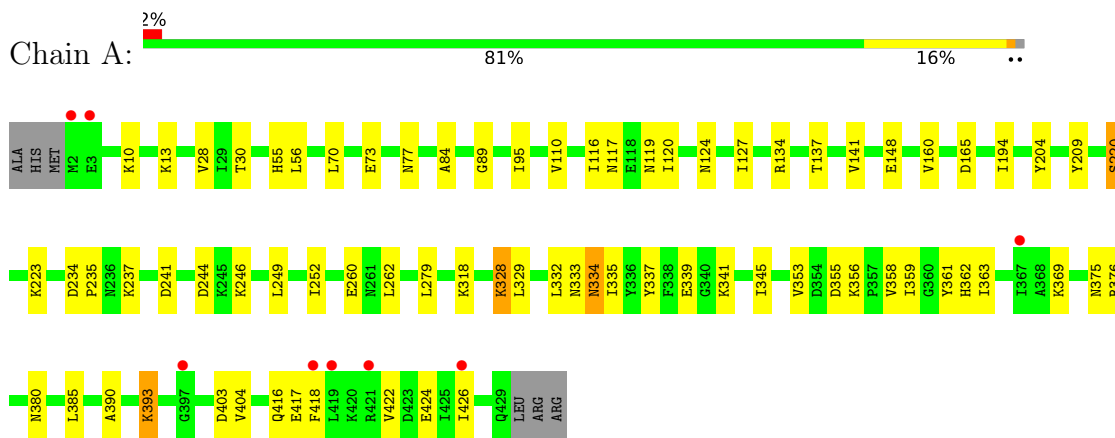 2%
Chain A:
81% 16% ••
ALA HIS MET M2 E3 K10 K13 V28 I29 T30 H55 L56 L70 E73 N77 A84 G89 I95 V110 I116 N117 E118 N119 I120 N124 I127 R134 T137 V141 E148 V160 D165 I194 Y204 Y209 S220
K223 D234 P235 N236 K237 D241 D244 K245 K246 L249 I252 E260 N261 L262 L279 K318 K328 L329 L332 N333 N334 I335 Y336 Y337 F338 E339 G340 K341 I345 V353 D354 D355 K356 P357 V358 I359 G360 Y361 H362 I363 I367 A368 K369 N375 P376
N380 L385 A390 K393 G397 D403 V404 Q416 E417 F418 L419 K420 R421 V422 D423 E424 I425 I426 Q429 LEU ARG ARG